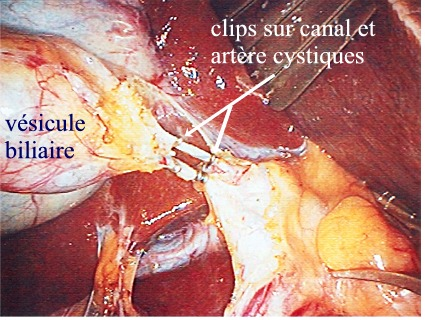 clips sur canal et
artère cystiques
vésicule
biliaire